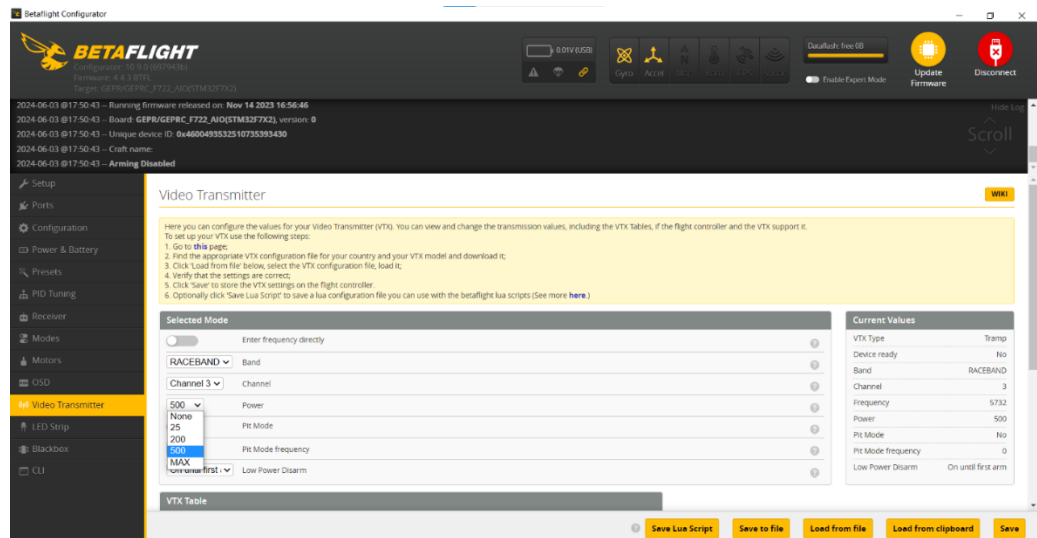 Betaflight Configurator
BETAFLIGHT
Configurator: 10.9.0 (697943b)
Firmware: 4.4.3 BTFL
Target: GEPR/GEPRC_F722_AIO(STM32F7X2)
0.01V (USB)
Gyro
Accel
Dataflash: free 0B
Enable Expert Mode
Update Firmware
Disconnect
2024-06-03 @17:50:43 -- Running firmware released on: Nov 14 2023 16:56:46
2024-06-03 @17:50:43 -- Board: GEPR/GEPRC_F722_AIO(STM32F7X2), version: 0
2024-06-03 @17:50:43 -- Unique device ID: 0x4600493532510735393430
2024-06-03 @17:50:43 -- Craft name:
2024-06-03 @17:50:43 -- Arming Disabled
Hide Log
Scroll
Setup
Ports
Configuration
Power & Battery
Presets
PID Tuning
Receiver
Modes
Motors
OSD
Video Transmitter
LED Strip
Blackbox
CLI
Video Transmitter
WIKI
Here you can configure the values for your Video Transmitter (VTX). You can view and change the transmission values, including the VTX Tables, if the flight controller and the VTX support it.
To set up your VTX use the following steps:
1. Go to this page;
2. Find the appropriate VTX configuration file for your country and your VTX model and download it;
3. Click 'Load from file' below, select the VTX configuration file, load it;
4. Verify that the settings are correct;
5. Click 'Save' to store the VTX settings on the flight controller.
6. Optionally click 'Save Lua Script' to save a lua configuration file you can use with the betaflight lua scripts (See more here.)
Selected Mode
Enter frequency directly
RACEBAND Band
Channel 3 Channel
500 Power
None
25
200
500
MAX
Pit Mode
Pit Mode frequency
On until first Low Power Disarm
VTX Table
Current Values
VTX Type Tramp
Device ready No
Band RACEBAND
Channel 3
Frequency 5732
Power 500
Pit Mode No
Pit Mode frequency 0
Low Power Disarm On until first arm
Save Lua Script
Save to file
Load from file
Load from clipboard
Save